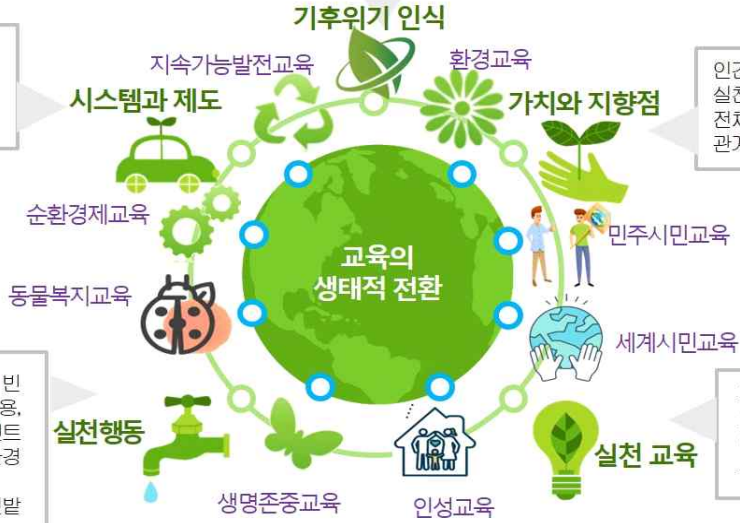 기후위기 인식
지속가능발전교육
환경교육
시스템과 제도
가치와 지향점
순환경제교육
민주시민교육
교육의
생태적 전환
동물복지교육
세계시민교육
실천행동
실천 교육
생명존중교육
인성교육
빈
용,